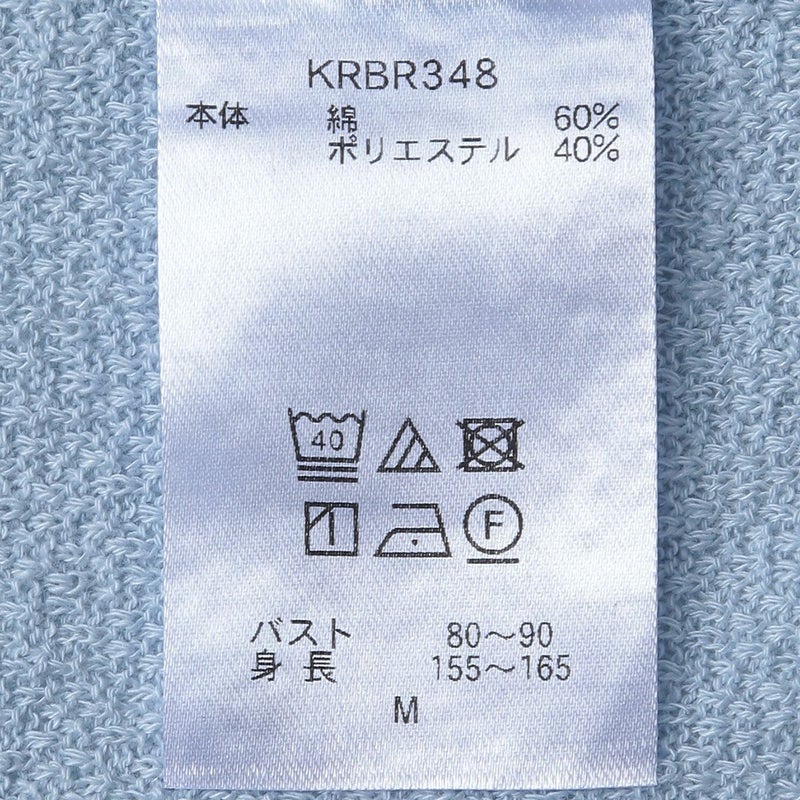 KRBR348
本体 綿 60%
ポリエステル 40%
40
F
バスト 80～90
身長 155～165
M